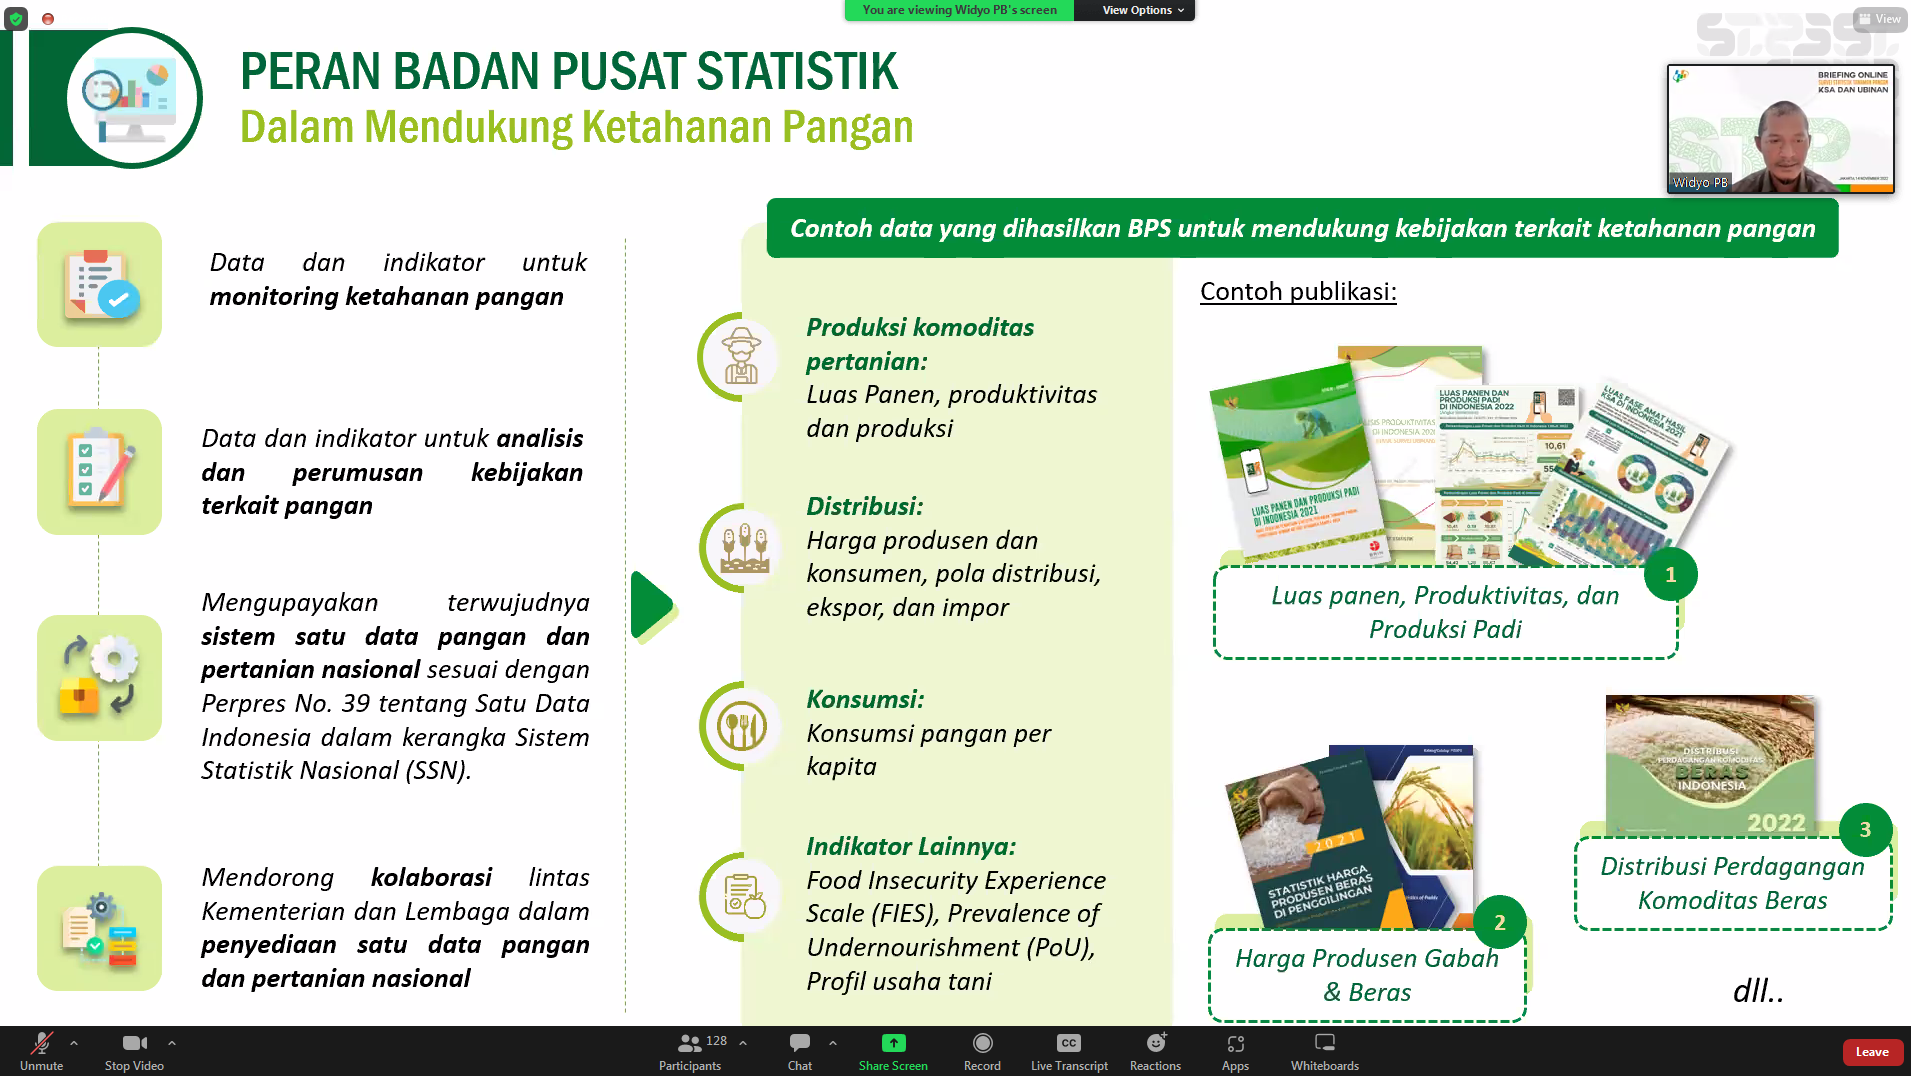 You are viewing Widyo PB's screen
View Options
View
PERAN BADAN PUSAT STATISTIK
Dalam Mendukung Ketahanan Pangan
BRIEFING ONLINE
KSA DAN UBINAN
Widyo PB
Data dan indikator untuk
monitoring ketahanan pangan
Data dan indikator untuk analisis
dan perumusan kebijakan
terkait pangan
Mengupayakan terwujudnya
sistem satu data pangan dan
pertanian nasional sesuai dengan
Perpres No. 39 tentang Satu Data
Indonesia dalam kerangka Sistem
Statistik Nasional (SSN).
Mendorong kolaborasi lintas
Kementerian dan Lembaga dalam
penyediaan satu data pangan
dan pertanian nasional
Contoh data yang dihasilkan BPS untuk mendukung kebijakan terkait ketahanan pangan
Produksi komoditas
pertanian:
Luas Panen, produktivitas
dan produksi
Distribusi:
Harga produsen dan
konsumen, pola distribusi,
ekspor, dan impor
Konsumsi:
Konsumsi pangan per
kapita
Indikator Lainnya:
Food Insecurity Experience
Scale (FIES), Prevalence of
Undernourishment (PoU),
Profil usaha tani
Contoh publikasi:
LUAS PANEN DAN PRODUKSI PADI
DI INDONESIA 2021
LUAS PANEN DAN
PRODUKSI PADI
DI INDONESIA 2022
10,61
LUAS FASE AMAT HASIL
KSA DI INDONESIA 2021
1
Luas panen, Produktivitas, dan
Produksi Padi
2021
STATISTIK HARGA
PRODUSEN BERAS
DI PENGGILINGAN
2
Harga Produsen Gabah
& Beras
DISTRIBUSI
PERDAGANGAN KOMODITAS
BERAS
INDONESIA
2022
3
Distribusi Perdagangan
Komoditas Beras
dll..
Unmute
Stop Video
128
Participants
Chat
Share Screen
Record
CC
Live Transcript
Reactions
Apps
Whiteboards
Leave